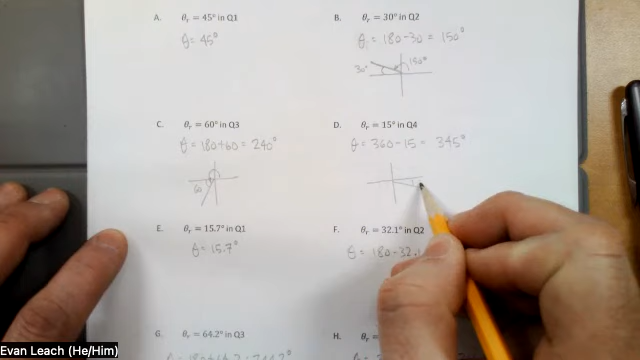 A. θr = 45° in Q1
θ = 45°
B. θr = 30° in Q2
θ = 180-30 = 150°
30° 150°
C. θr = 60° in Q3
θ = 180+60 = 240°
60
D. θr = 15° in Q4
θ = 360-15 = 345°
E. θr = 15.7° in Q1
θ = 15.7°
F. θr = 32.1° in Q2
θ = 180-32.1
G. θr = 64.2° in Q3
H. θr =
Evan Leach (He/Him)